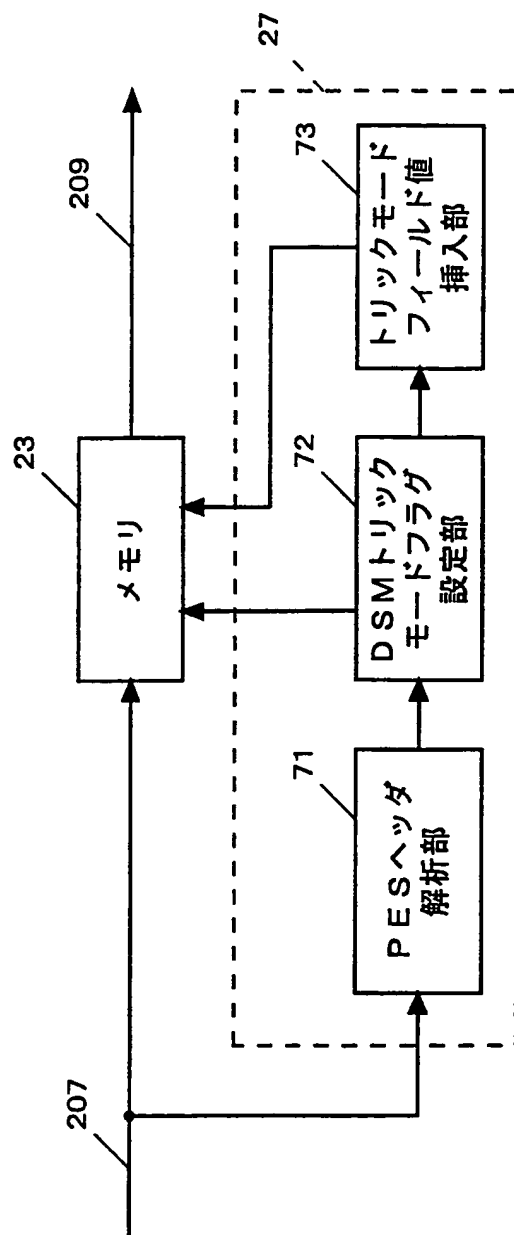 207
209
23
メモリ
27
71
PESヘッダ
解析部
72
DSMトリック
モードフラグ
設定部
73
トリックモード
フィールド値
挿入部